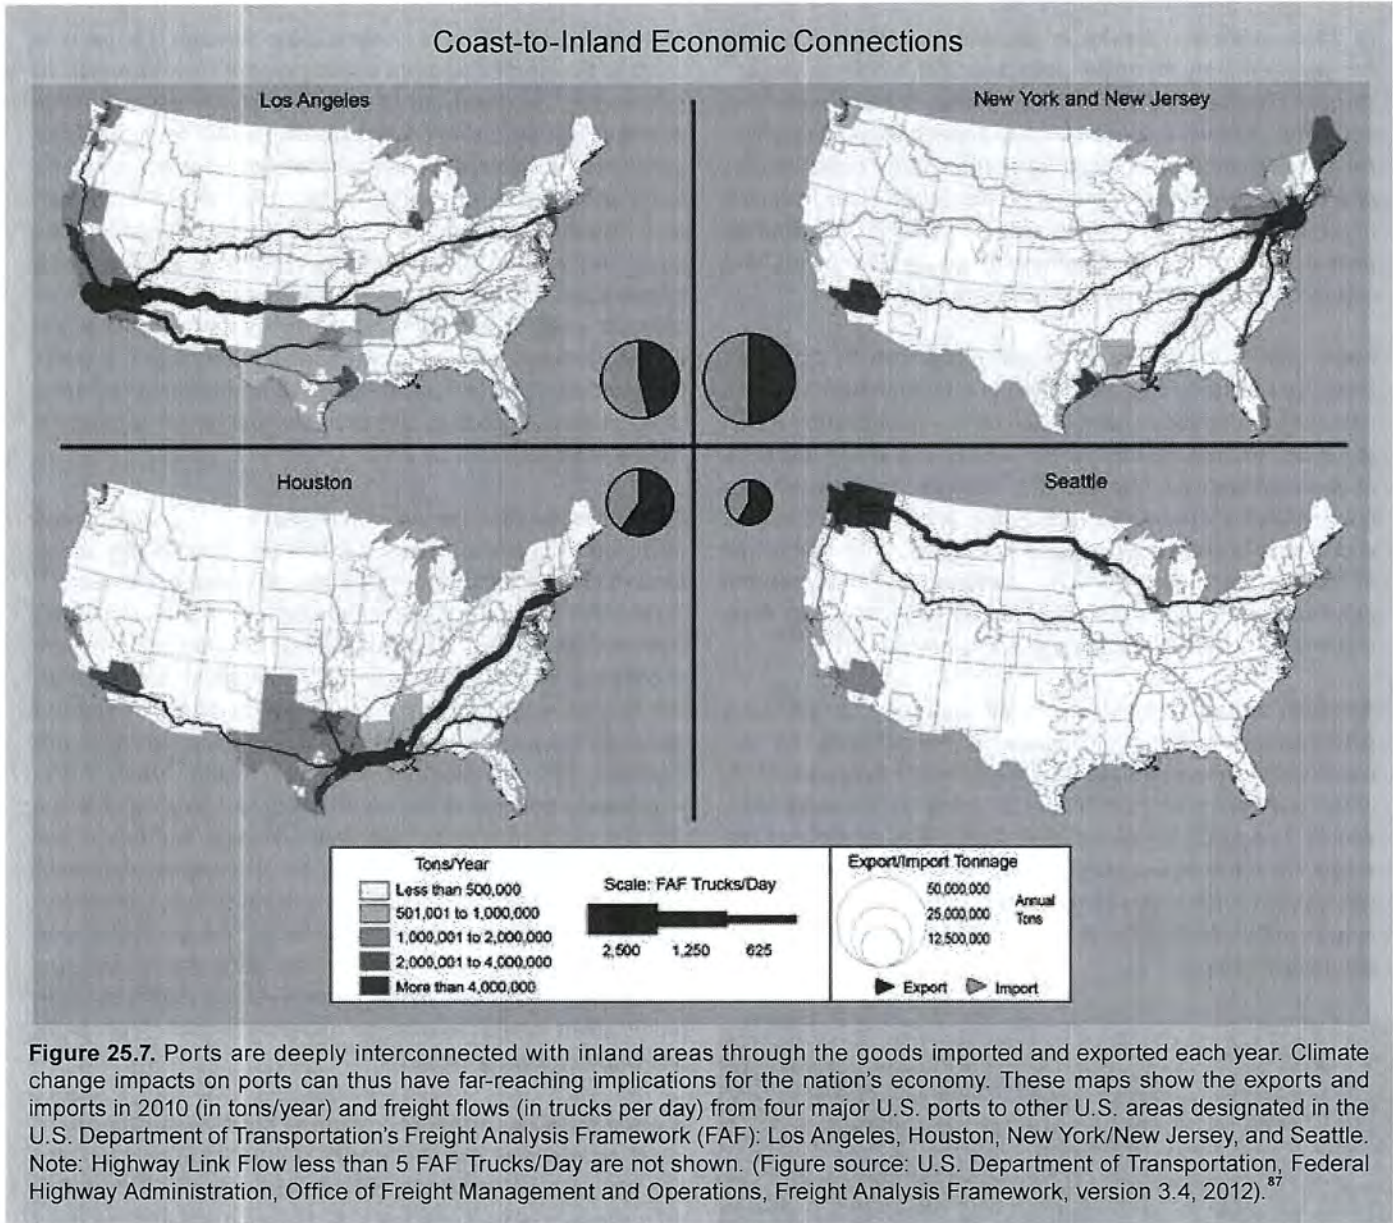 Coast-to-Inland Economic Connections
Los Angeles
New York and New Jersey
Houston
Seattle
Tons/Year
Less than 500,000
501,001 to 1,000,000
1,000,001 to 2,000,000
2,000,001 to 4,000,000
More than 4,000,000
Scale: FAF Trucks/Day
2,500 1,250 625
Export/Import Tonnage
50,000,000
25,000,000
12,500,000
Annual
Tons
Export Import
Figure 25.7. Ports are deeply interconnected with inland areas through the goods imported and exported each year. Climate
change impacts on ports can thus have far-reaching implications for the nation's economy. These maps show the exports and
imports in 2010 (in tons/year) and freight flows (in trucks per day) from four major U.S. ports to other U.S. areas designated in the
U.S. Department of Transportation's Freight Analysis Framework (FAF): Los Angeles, Houston, New York/New Jersey, and Seattle.
Note: Highway Link Flow less than 5 FAF Trucks/Day are not shown. (Figure source: U.S. Department of Transportation, Federal
Highway Administration, Office of Freight Management and Operations, Freight Analysis Framework, version 3.4, 2012).87